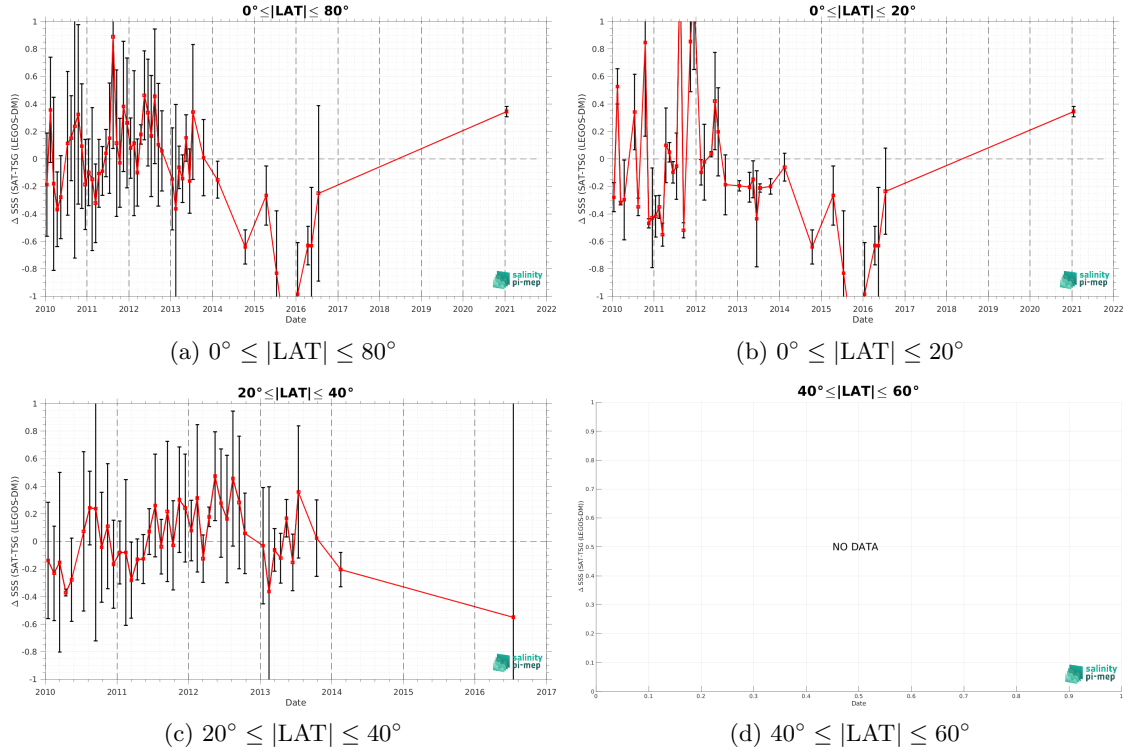 0°≤|LAT|≤ 80°
Δ SSS (SAT-TSG (LEGOS-DM))
1
0.8
0.6
0.4
0.2
0
-0.2
-0.4
-0.6
-0.8
-1
2010 2011 2012 2013 2014 2015 2016 2017 2018 2019 2020 2021 2022
Date
salinity
pi-mep
(a) 0° ≤ |LAT| ≤ 80°
0°≤|LAT|≤ 20°
Δ SSS (SAT-TSG (LEGOS-DM))
1
0.8
0.6
0.4
0.2
0
-0.2
-0.4
-0.6
-0.8
-1
2010 2011 2012 2013 2014 2015 2016 2017 2018 2019 2020 2021 2022
Date
salinity
pi-mep
(b) 0° ≤ |LAT| ≤ 20°
20°≤|LAT|≤ 40°
Δ SSS (SAT-TSG (LEGOS-DM))
1
0.8
0.6
0.4
0.2
0
-0.2
-0.4
-0.6
-0.8
-1
2010 2011 2012 2013 2014 2015 2016 2017
Date
salinity
pi-mep
(c) 20° ≤ |LAT| ≤ 40°
40°≤|LAT|≤ 60°
Δ SSS (SAT-TSG (LEGOS-DM))
1
0.9
0.8
0.7
0.6
0.5
0.4
0.3
0.2
0.1
0
NO DATA
0 0.1 0.2 0.3 0.4 0.5 0.6 0.7 0.8 0.9 1
Date
salinity
pi-mep
(d) 40° ≤ |LAT| ≤ 60°